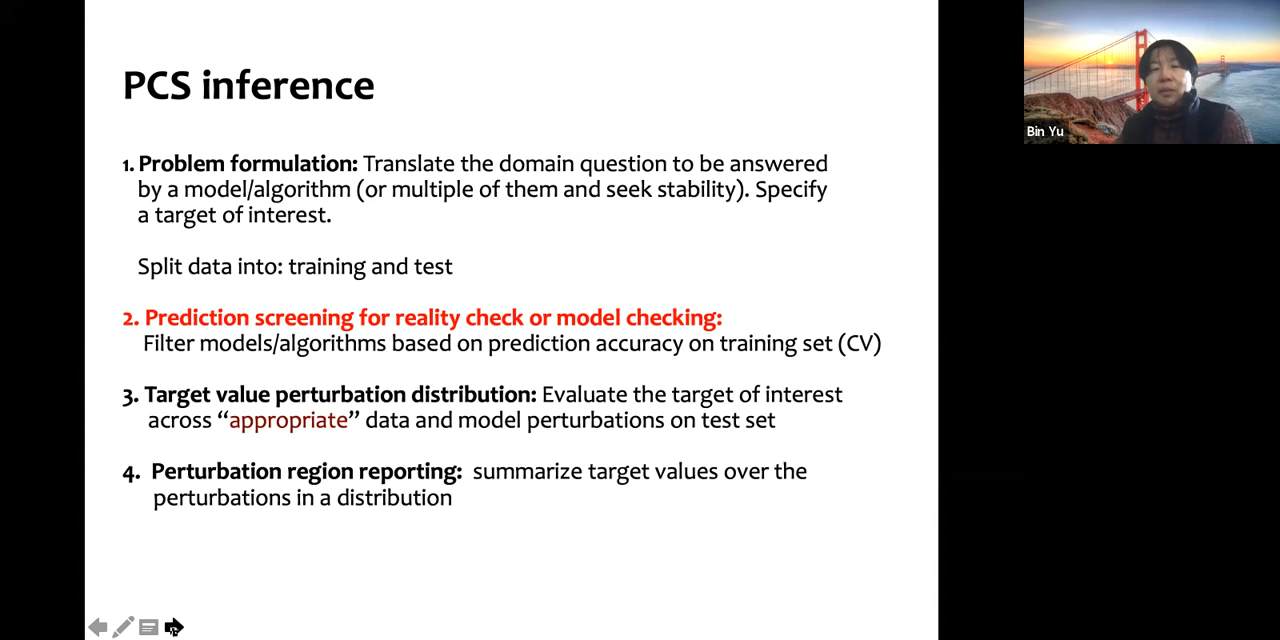 PCS inference
1. Problem formulation: Translate the domain question to be answered
by a model/algorithm (or multiple of them and seek stability). Specify
a target of interest.
Split data into: training and test
2. Prediction screening for reality check or model checking:
Filter models/algorithms based on prediction accuracy on training set (CV)
3. Target value perturbation distribution: Evaluate the target of interest
across “appropriate” data and model perturbations on test set
4. Perturbation region reporting: summarize target values over the
perturbations in a distribution
Bin Yu